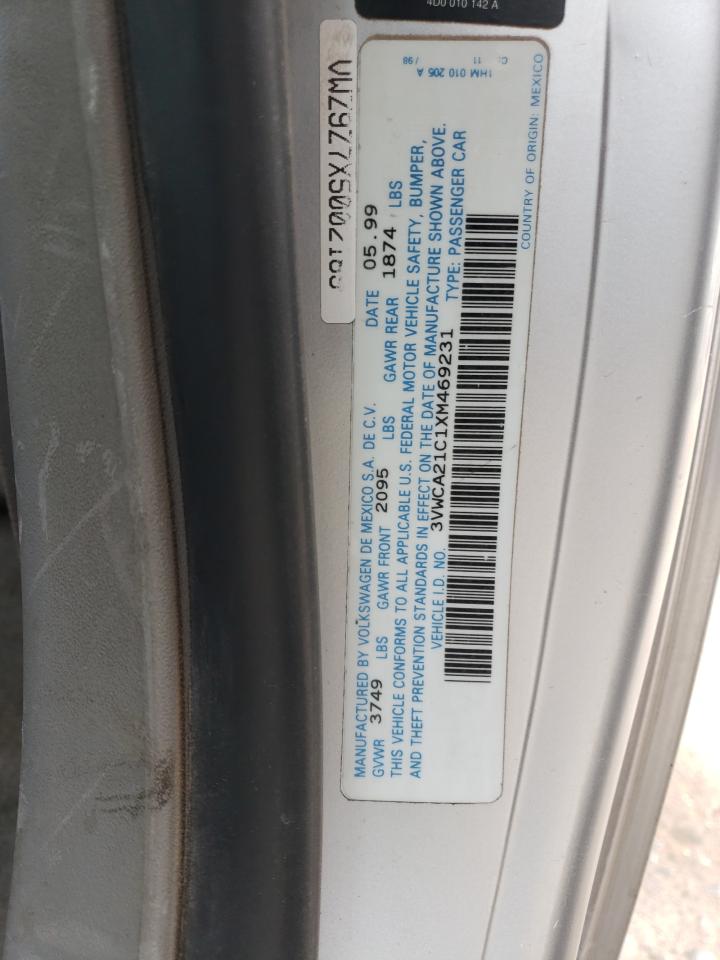 4D0 010 142 A
1HM 010 205 A /98
MANUFACTURED BY VOLKSWAGEN DE MEXICO S.A. DE C.V. DATE 05.99
GVWR 3749 LBS GAWR FRONT 2095 LBS GAWR REAR 1874 LBS
THIS VEHICLE CONFORMS TO ALL APPLICABLE U.S. FEDERAL MOTOR VEHICLE SAFETY, BUMPER,
AND THEFT PREVENTION STANDARDS IN EFFECT ON THE DATE OF MANUFACTURE SHOWN ABOVE.
VEHICLE I.D. NO. 3VWCA21C1XM469231 TYPE: PASSENGER CAR
COUNTRY OF ORIGIN: MEXICO